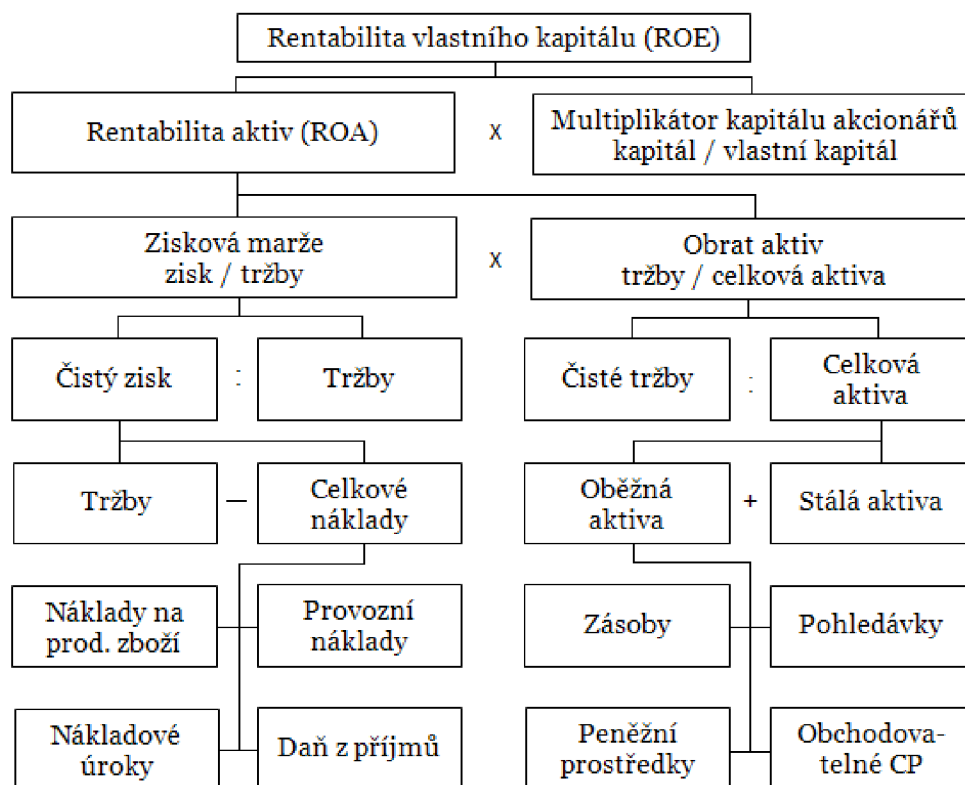 Rentabilita vlastního kapitálu (ROE)
Rentabilita aktiv (ROA)
x
Multiplikátor kapitálu akcionářů
kapitál / vlastní kapitál
Zisková marže
zisk / tržby
x
Obrat aktiv
tržby / celková aktiva
Čistý zisk
:
Tržby
Čisté tržby
:
Celková
aktiva
Tržby
—
Celkové
náklady
Oběžná
aktiva
+
Stálá aktiva
Náklady na
prod. zboží
Provozní
náklady
Zásoby
Pohledávky
Nákladové
úroky
Daň z příjmů
Peněžní
prostředky
Obchodova-
telné CP